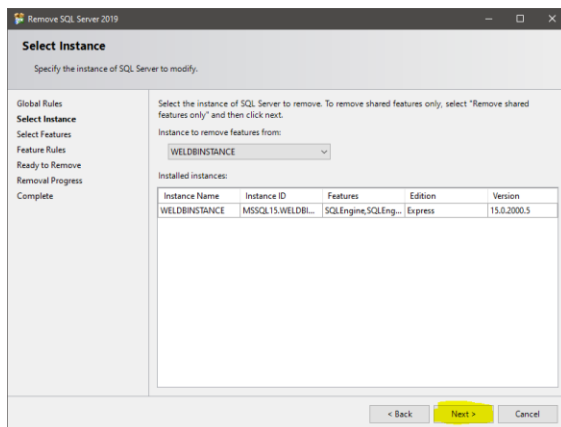 Remove SQL Server 2019
Select Instance
Specify the instance of SQL Server to modify.
Global Rules
Select Instance
Select Features
Feature Rules
Ready to Remove
Removal Progress
Complete
Select the instance of SQL Server to remove. To remove shared features only, select "Remove shared
features only" and then click next.
Instance to remove features from:
WELDBINSTANCE
Installed instances:
Instance Name Instance ID Features Edition Version
WELDBINSTANCE MSSQL15.WELDBI... SQLEngine,SQLEng... Express 15.0.2000.5
< Back Next > Cancel